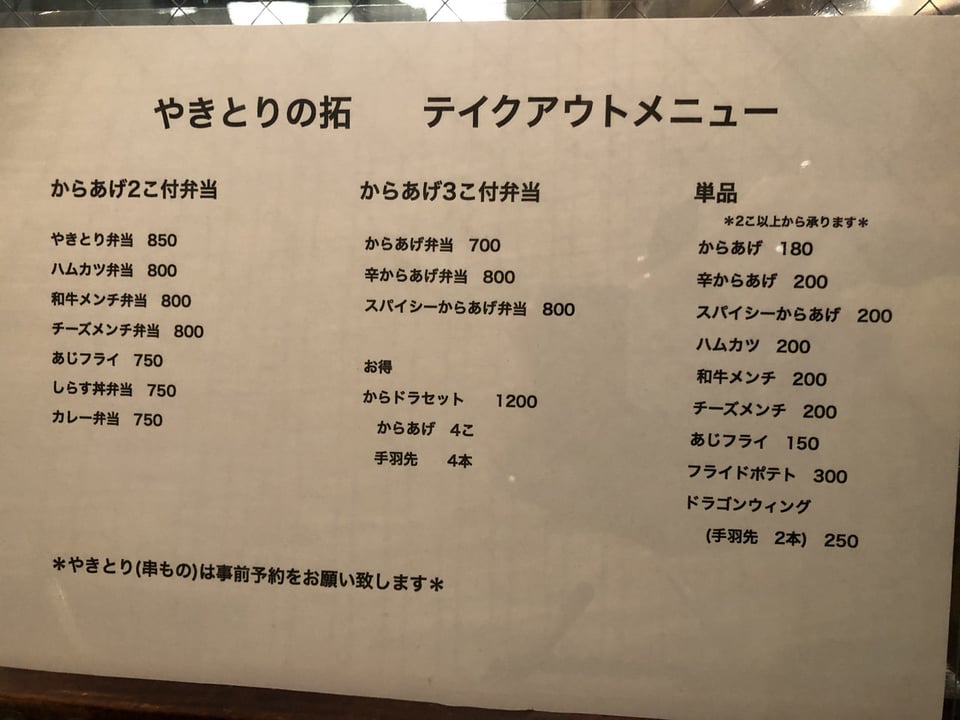 やきとりの拓　　テイクアウトメニュー
からあげ2こ付弁当
やきとり弁当　850
ハムカツ弁当　800
和牛メンチ弁当　800
チーズメンチ弁当　800
あじフライ　750
しらす丼弁当　750
カレー弁当　750
からあげ3こ付弁当
からあげ弁当　700
辛からあげ弁当　800
スパイシーからあげ弁当　800
お得
からドラセット　　1200
からあげ　4こ
手羽先　　4本
単品
＊2こ以上から承ります＊
からあげ　180
辛からあげ　200
スパイシーからあげ　200
ハムカツ　200
和牛メンチ　200
チーズメンチ　200
あじフライ　150
フライドポテト　300
ドラゴンウィング
(手羽先　2本)　250
＊やきとり(串もの)は事前予約をお願い致します＊